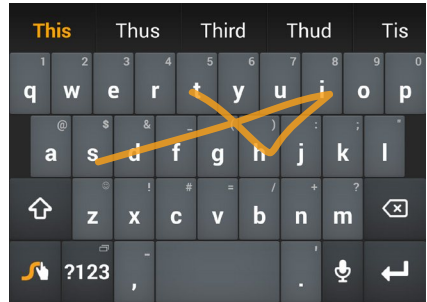 This Thus Third Thud Tis
1 2 3 4 5 6 7 8 9 0
q w e r t y u i o p
@ $ & _ ( ) : ; "
a s d f g h j k l
! # = / + ?
z x c v b n m
- '
?123 , .